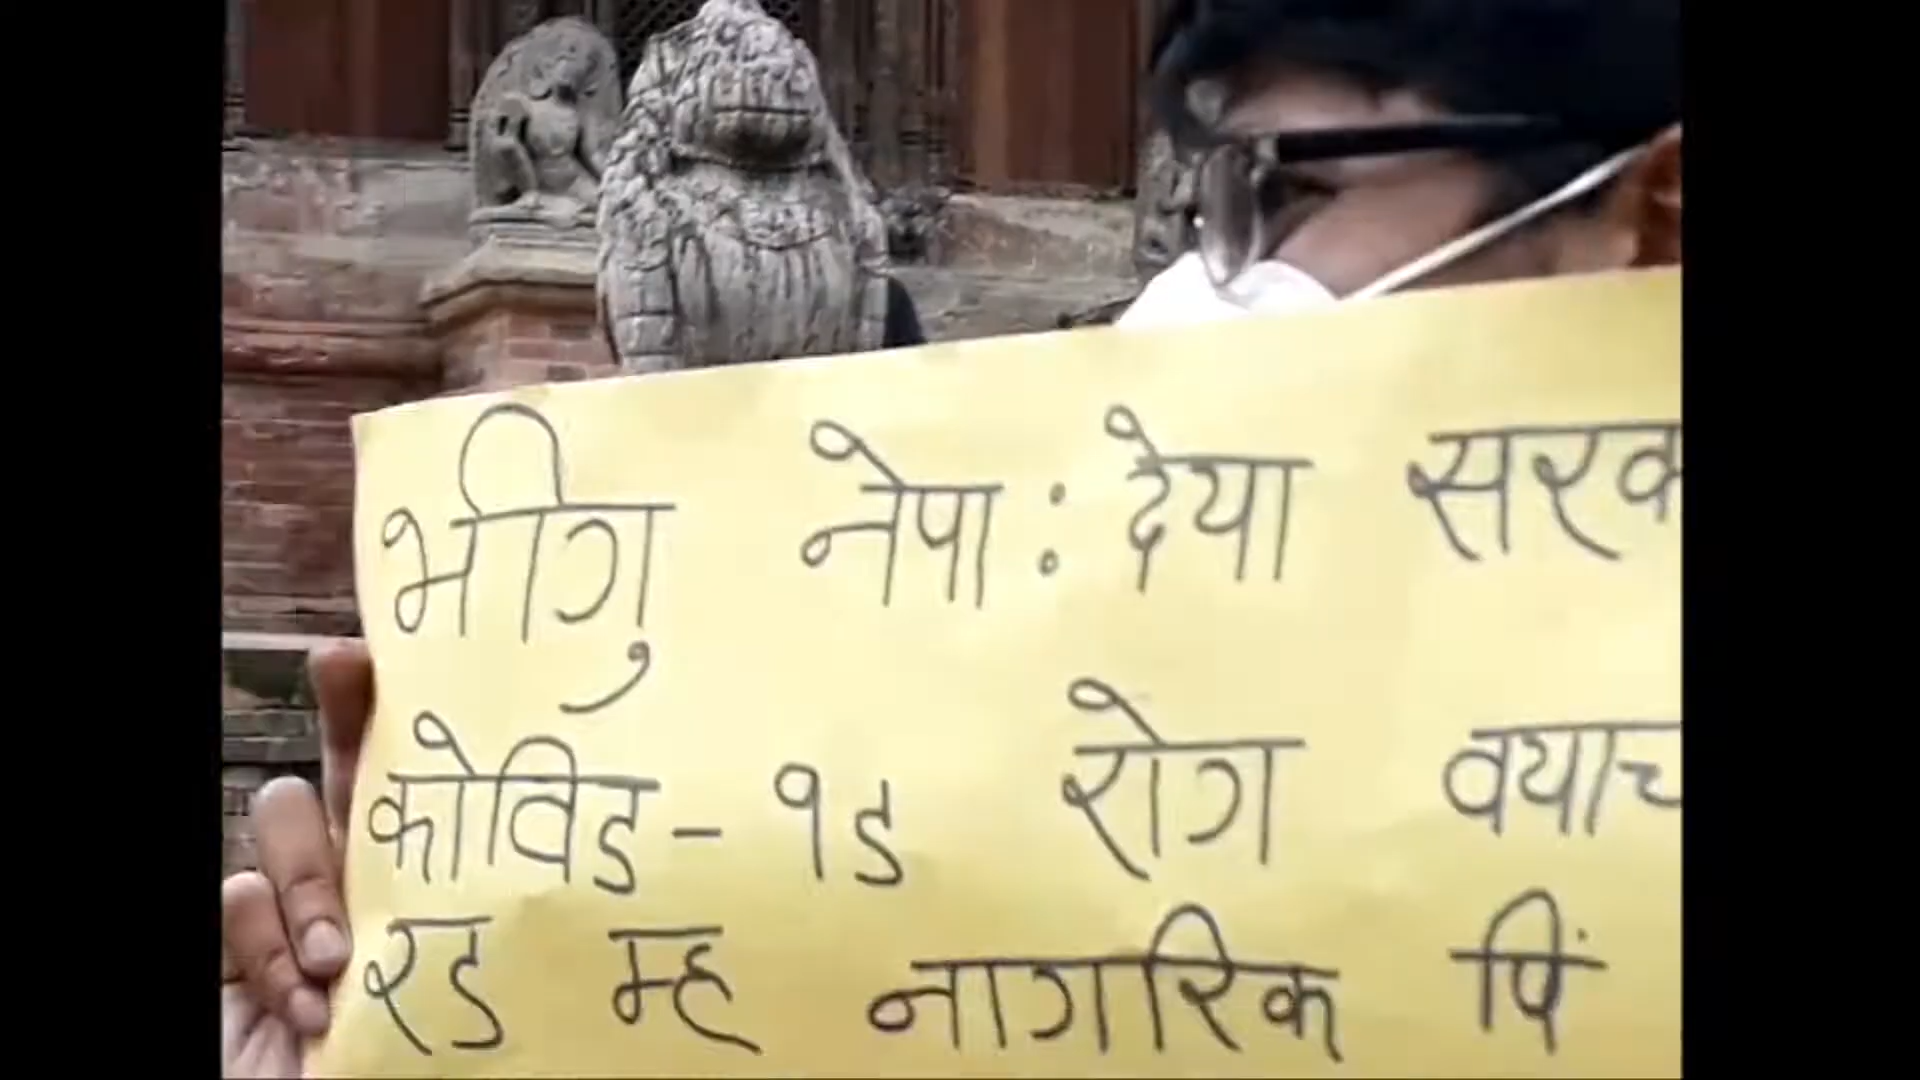 भीगु नेपा: देया सरक
कोविड - १९ रोग वयाच
२९ म्ह नागरिक पिं